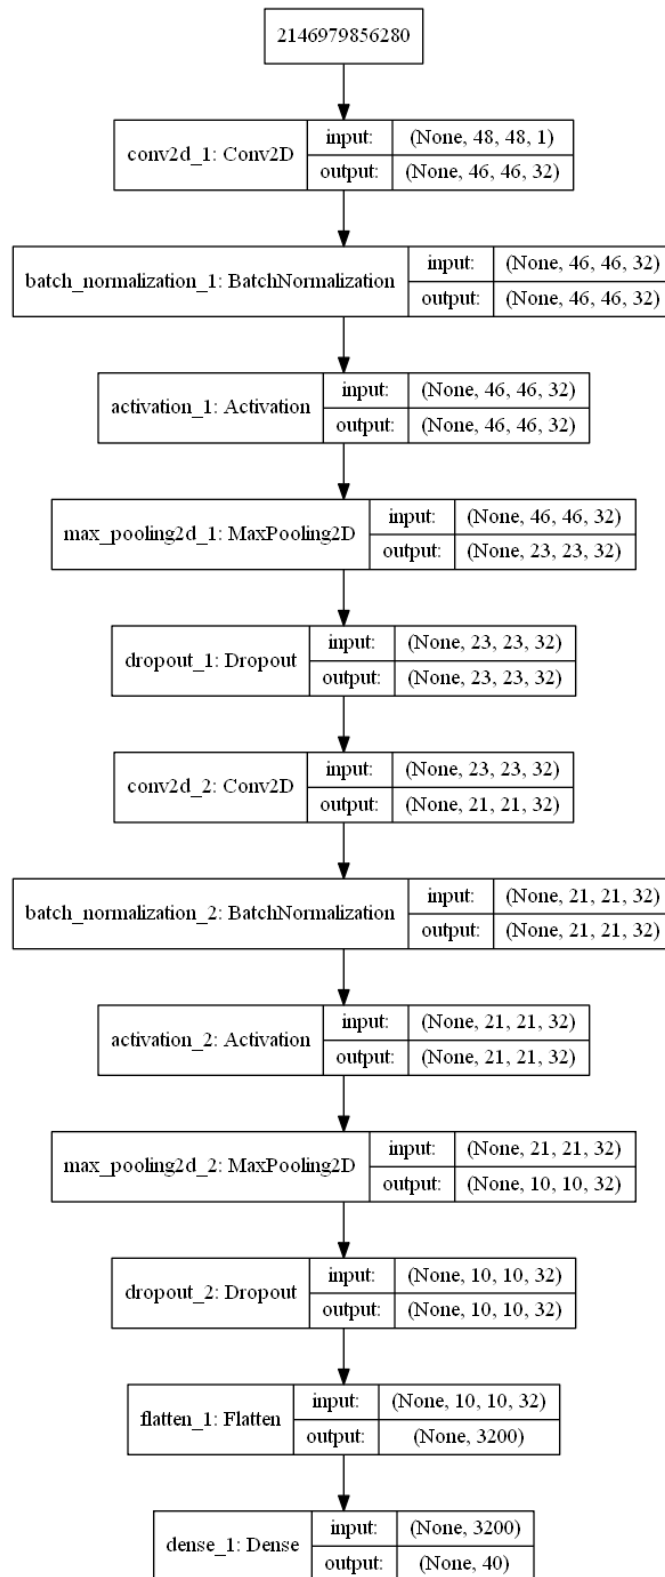 2146979856280
conv2d_1: Conv2D
input: (None, 48, 48, 1)
output: (None, 46, 46, 32)
batch_normalization_1: BatchNormalization
input: (None, 46, 46, 32)
output: (None, 46, 46, 32)
activation_1: Activation
input: (None, 46, 46, 32)
output: (None, 46, 46, 32)
max_pooling2d_1: MaxPooling2D
input: (None, 46, 46, 32)
output: (None, 23, 23, 32)
dropout_1: Dropout
input: (None, 23, 23, 32)
output: (None, 23, 23, 32)
conv2d_2: Conv2D
input: (None, 23, 23, 32)
output: (None, 21, 21, 32)
batch_normalization_2: BatchNormalization
input: (None, 21, 21, 32)
output: (None, 21, 21, 32)
activation_2: Activation
input: (None, 21, 21, 32)
output: (None, 21, 21, 32)
max_pooling2d_2: MaxPooling2D
input: (None, 21, 21, 32)
output: (None, 10, 10, 32)
dropout_2: Dropout
input: (None, 10, 10, 32)
output: (None, 10, 10, 32)
flatten_1: Flatten
input: (None, 10, 10, 32)
output: (None, 3200)
dense_1: Dense
input: (None, 3200)
output: (None, 40)